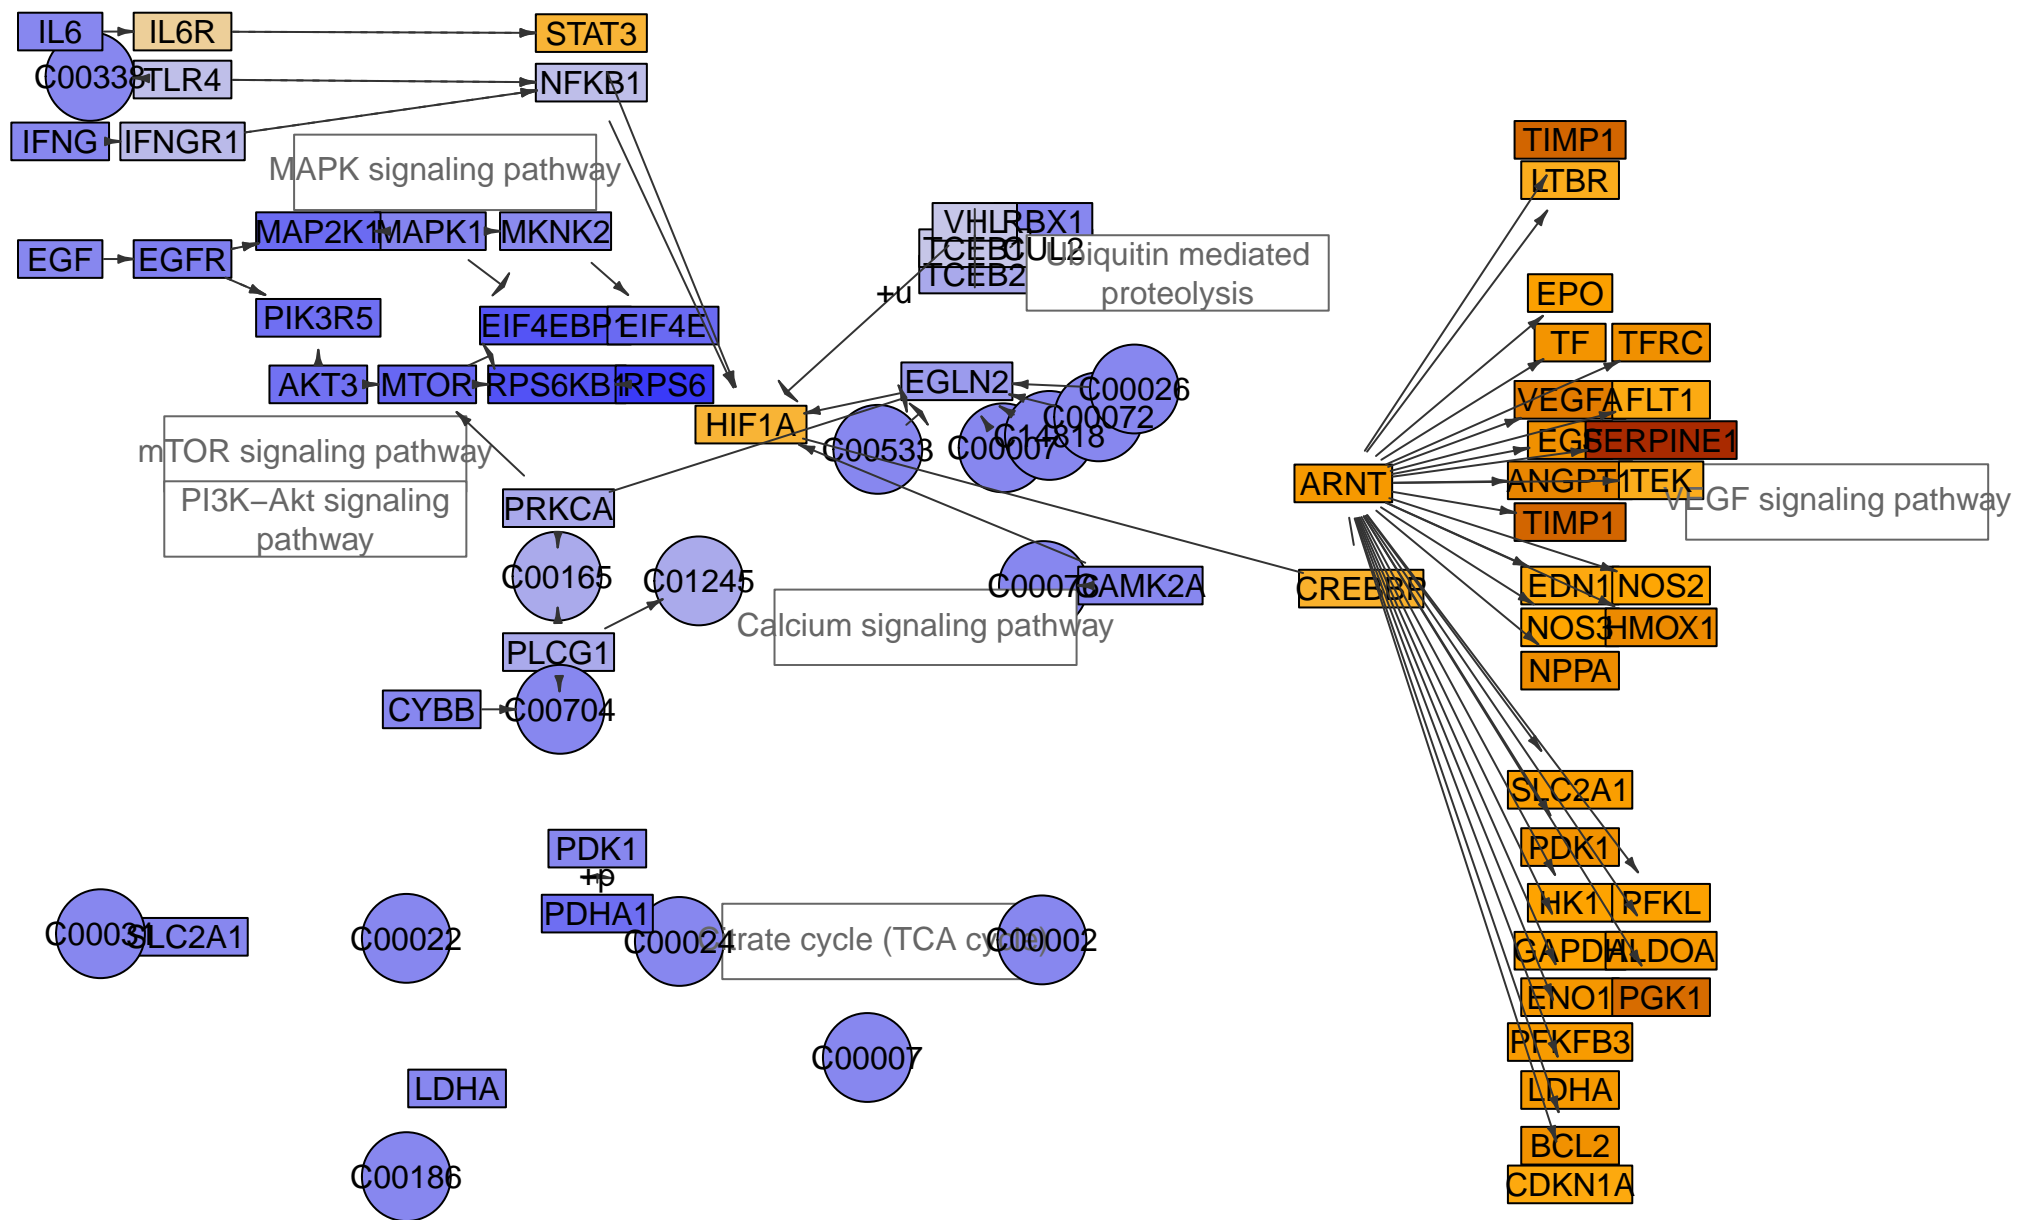 IL6
IL6R
STAT3
C00338
TLR4
NFKB1
IFNG
IFNGR1
MAPK signaling pathway
MAP2K1
MAPK1
MKNK2
EGF
EGFR
PIK3R5
EIF4EBP1
EIF4E
AKT3
MTOR
RPS6KB1
RPS6
mTOR signaling pathway
PI3K–Akt signaling
pathway
PRKCA
C00165
C01245
PLCG1
CYBB
C00704
VHL
RBX1
TCEB1
CUL2
TCEB2
Ubiquitin mediated
proteolysis
+u
EGLN2
C00026
C00072
C14818
C00007
C00533
HIF1A
C00076
CAMK2A
Calcium signaling pathway
CREBBP
ARNT
TIMP1
LTBR
EPO
TF
TFRC
VEGFA
FLT1
EGF
SERPINE1
ANGPT1
TEK
VEGF signaling pathway
TIMP1
EDN1
NOS2
NOS3
HMOX1
NPPA
SLC2A1
PDK1
HK1
PFKL
GAPDH
ALDOA
ENO1
PGK1
PFKFB3
LDHA
BCL2
CDKN1A
PDK1
+p
PDHA1
C00031
SLC2A1
C00022
C00024
Citrate cycle (TCA cycle)
C00002
C00007
LDHA
C00186